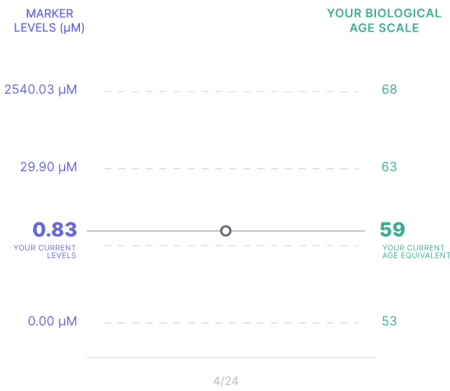 MARKER
LEVELS (µM)
YOUR BIOLOGICAL
AGE SCALE
2540.03 µM
68
29.90 µM
63
0.83
59
YOUR CURRENT
LEVELS
YOUR CURRENT
AGE EQUIVALENT
0.00 µM
53
4/24